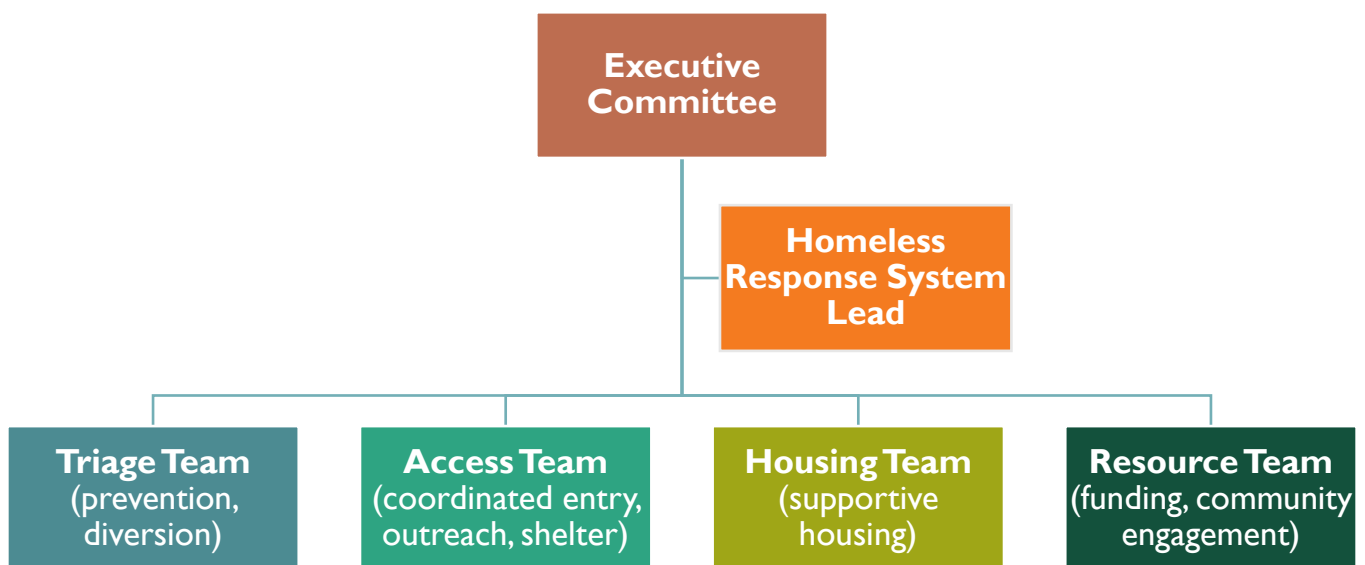 Executive
Committee
Homeless
Response System
Lead
Triage Team
(prevention,
diversion)
Access Team
(coordinated entry,
outreach, shelter)
Housing Team
(supportive
housing)
Resource Team
(funding, community
engagement)